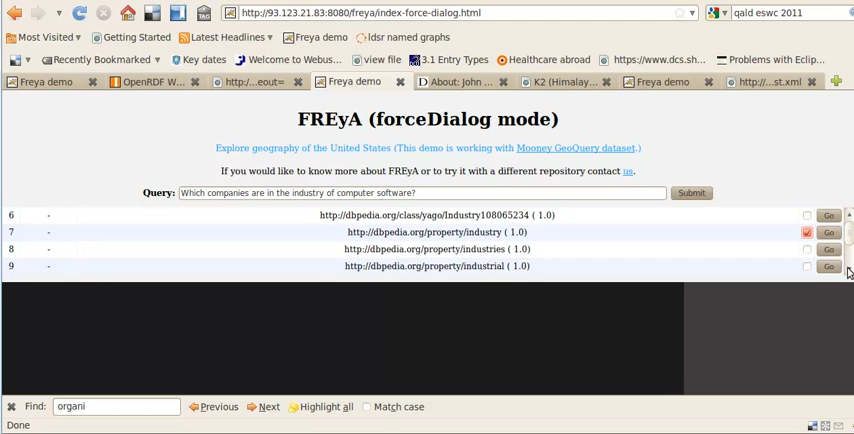 http://93.123.21.83:8080/freya/index-force-dialog.html qald eswc 2011
Most Visited Getting Started Latest Headlines Freya demo ldsr named graphs
Recently Bookmarked Key dates Welcome to Webus... view file 3.1 Entry Types Healthcare abroad https://www.dcs.sh... Problems with Eclip...
Freya demo OpenRDF W... http:/...eout= Freya demo About: John ... K2 (Himalay... Freya demo http://...st.xml
FREyA (forceDialog mode)
Explore geography of the United States (This demo is working with Mooney GeoQuery dataset.)
If you would like to know more about FREyA or to try it with a different repository contact us.
Query: Which companies are in the industry of computer software? Submit
6 - http://dbpedia.org/class/yago/Industry108065234 ( 1.0) Go
7 - http://dbpedia.org/property/industry ( 1.0) Go
8 - http://dbpedia.org/property/industries ( 1.0) Go
9 - http://dbpedia.org/property/industrial ( 1.0) Go
Find: organi Previous Next Highlight all Match case
Done